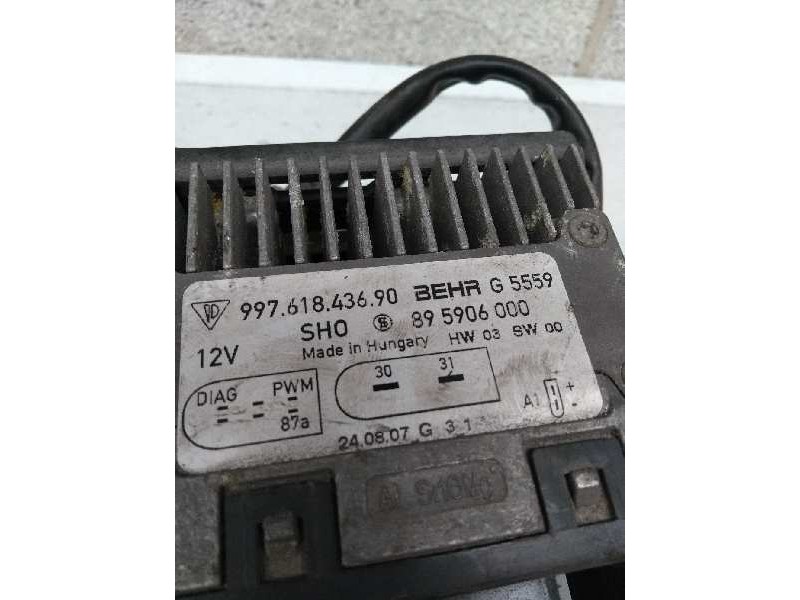 997.618.436.90 BEHR G 5559
SHO 89 5906 000
12V Made in Hungary HW 03 SW 00
DIAG PWM
87a
30 31
A1 + -
24.08.07 G 3 1